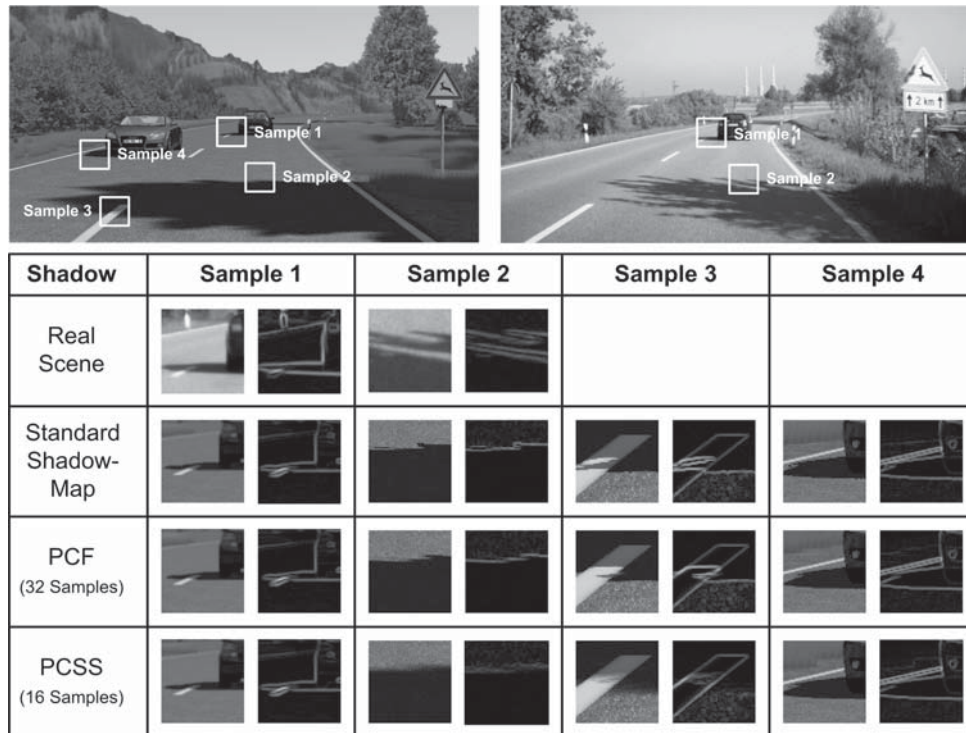 Sample 1
Sample 4
Sample 2
Sample 3
2 km
Sample 1
Sample 2
Shadow
Sample 1
Sample 2
Sample 3
Sample 4
Real
Scene
Standard
Shadow-
Map
PCF
(32 Samples)
PCSS
(16 Samples)